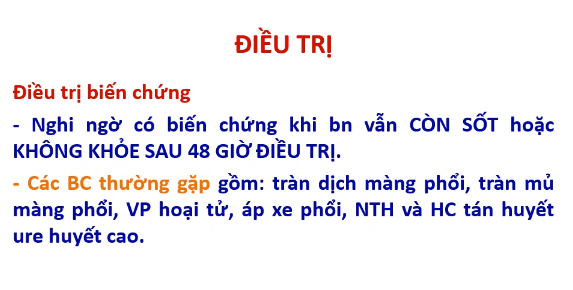 ĐIỀU TRỊ
Điều trị biến chứng
- Nghi ngờ có biến chứng khi bn vẫn CÒN SỐT hoặc
KHÔNG KHỎE SAU 48 GIỜ ĐIỀU TRỊ.
- Các BC thường gặp gồm: tràn dịch màng phổi, tràn mủ
màng phổi, VP hoại tử, áp xe phổi, NTH và HC tán huyết
ure huyết cao.